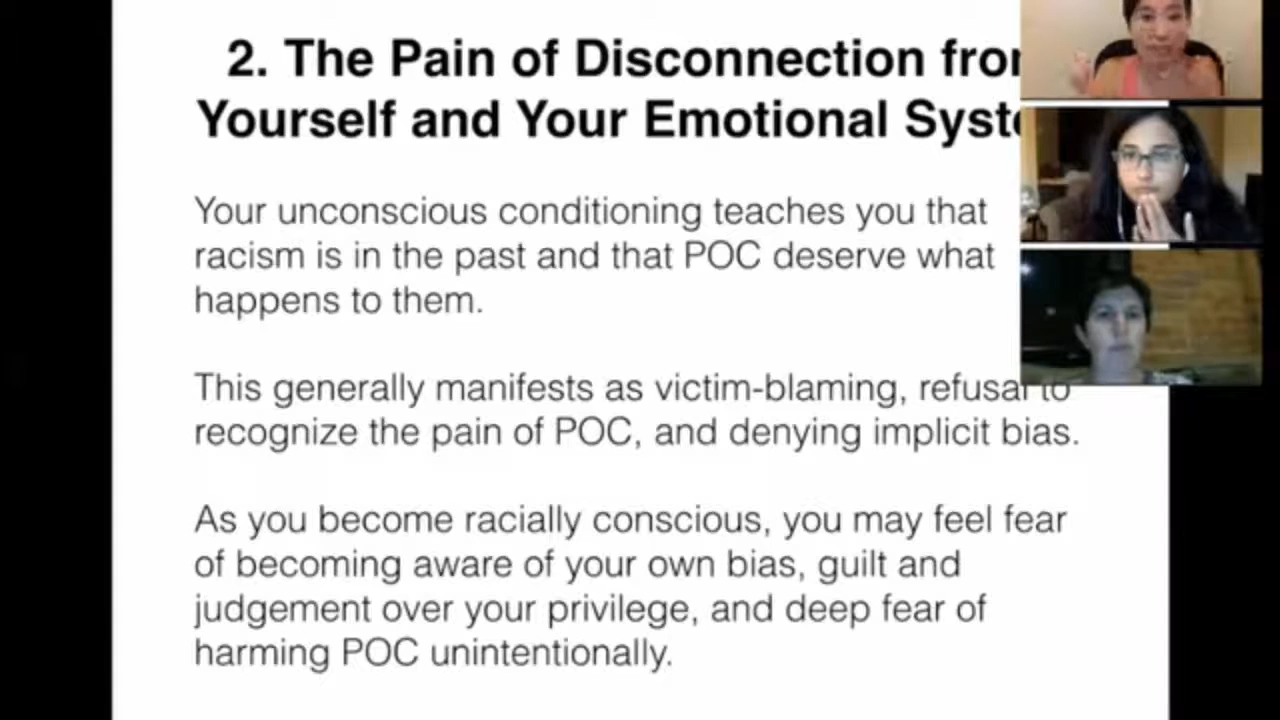 2. The Pain of Disconnection
Yourself and Your Emotional
Your unconscious conditioning teaches you that
racism is in the past and that POC deserve what
happens to them.
This generally manifests as victim-blaming, refusal to
recognize the pain of POC, and denying implicit bias.
As you become racially conscious, you may feel fear
of becoming aware of your own bias, guilt and
judgement over your privilege, and deep fear of
harming POC unintentionally.